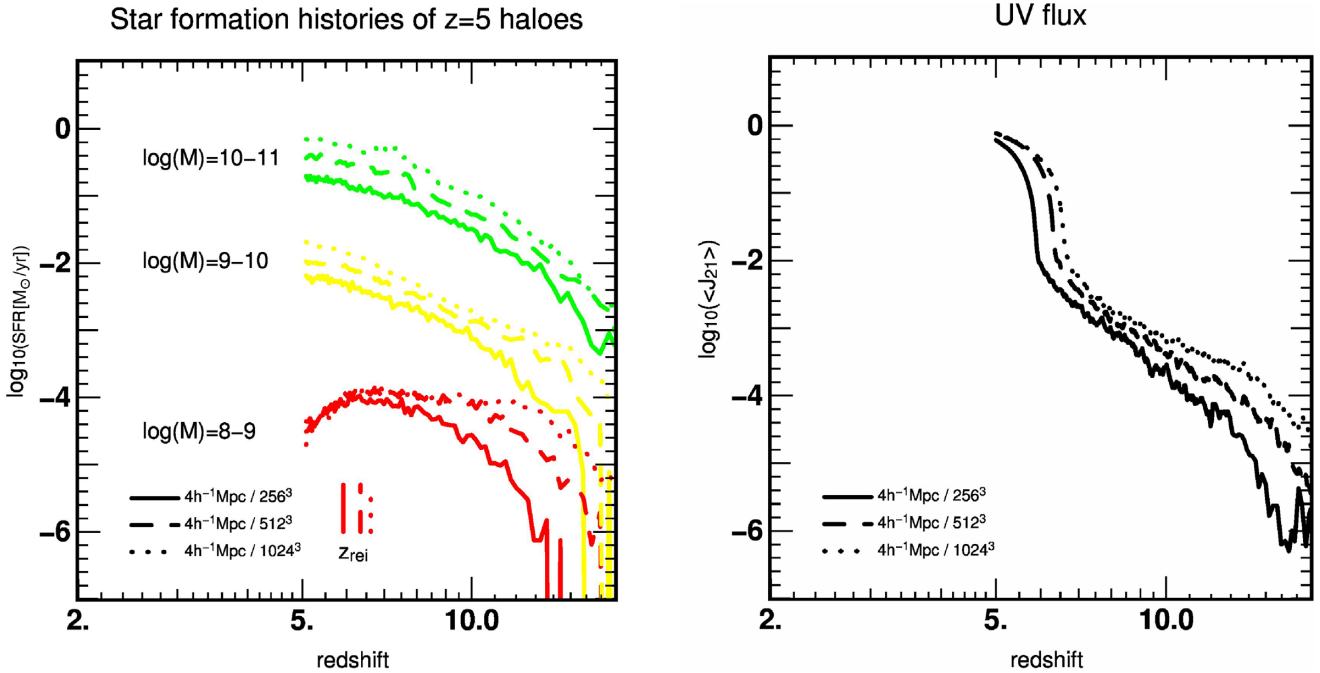 Star formation histories of z=5 haloes
log₁₀(SFR[M⊙/yr])
0
−2
−4
−6
log(M)=10−11
log(M)=9−10
log(M)=8−9
4h⁻¹Mpc / 256³
4h⁻¹Mpc / 512³
4h⁻¹Mpc / 1024³
z_rei
2.
5.
10.0
redshift
UV flux
log₁₀(<J₂₁>)
0
−2
−4
−6
4h⁻¹Mpc / 256³
4h⁻¹Mpc / 512³
4h⁻¹Mpc / 1024³
2.
5.
10.0
redshift